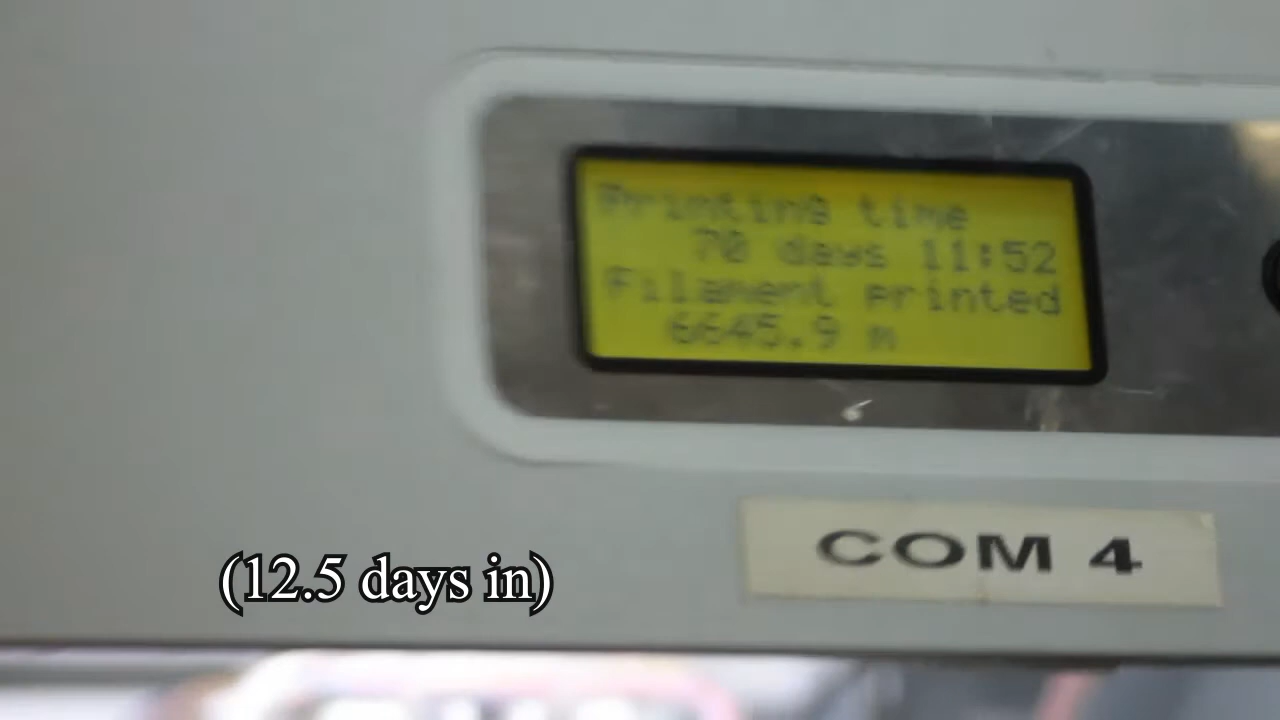 Printing time
70 days 11:52
Filament printed
6645.9 m
COM 4
(12.5 days in)